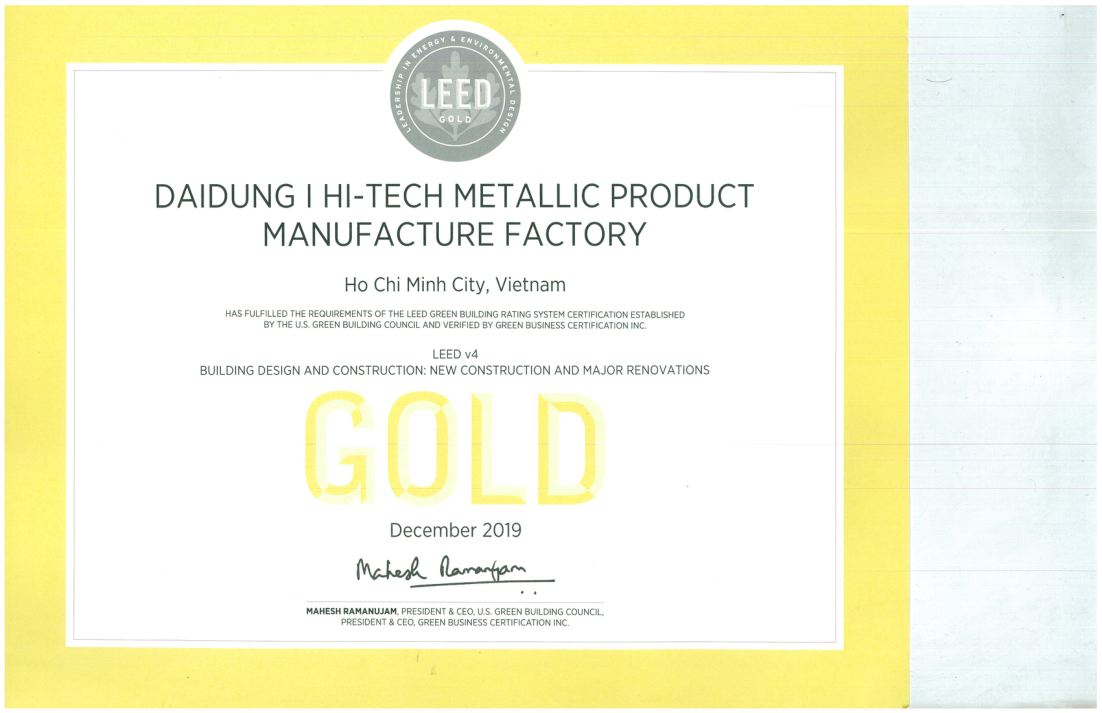 LEADERSHIP IN ENERGY & ENVIRONMENTAL DESIGN
LEED
GOLD
DAIDUNG I HI-TECH METALLIC PRODUCT
MANUFACTURE FACTORY
Ho Chi Minh City, Vietnam
HAS FULFILLED THE REQUIREMENTS OF THE LEED GREEN BUILDING RATING SYSTEM CERTIFICATION ESTABLISHED
BY THE U.S. GREEN BUILDING COUNCIL AND VERIFIED BY GREEN BUSINESS CERTIFICATION INC.
LEED v4
BUILDING DESIGN AND CONSTRUCTION: NEW CONSTRUCTION AND MAJOR RENOVATIONS
GOLD
December 2019
Mahesh Ramanujam
MAHESH RAMANUJAM, PRESIDENT & CEO, U.S. GREEN BUILDING COUNCIL,
PRESIDENT & CEO, GREEN BUSINESS CERTIFICATION INC.